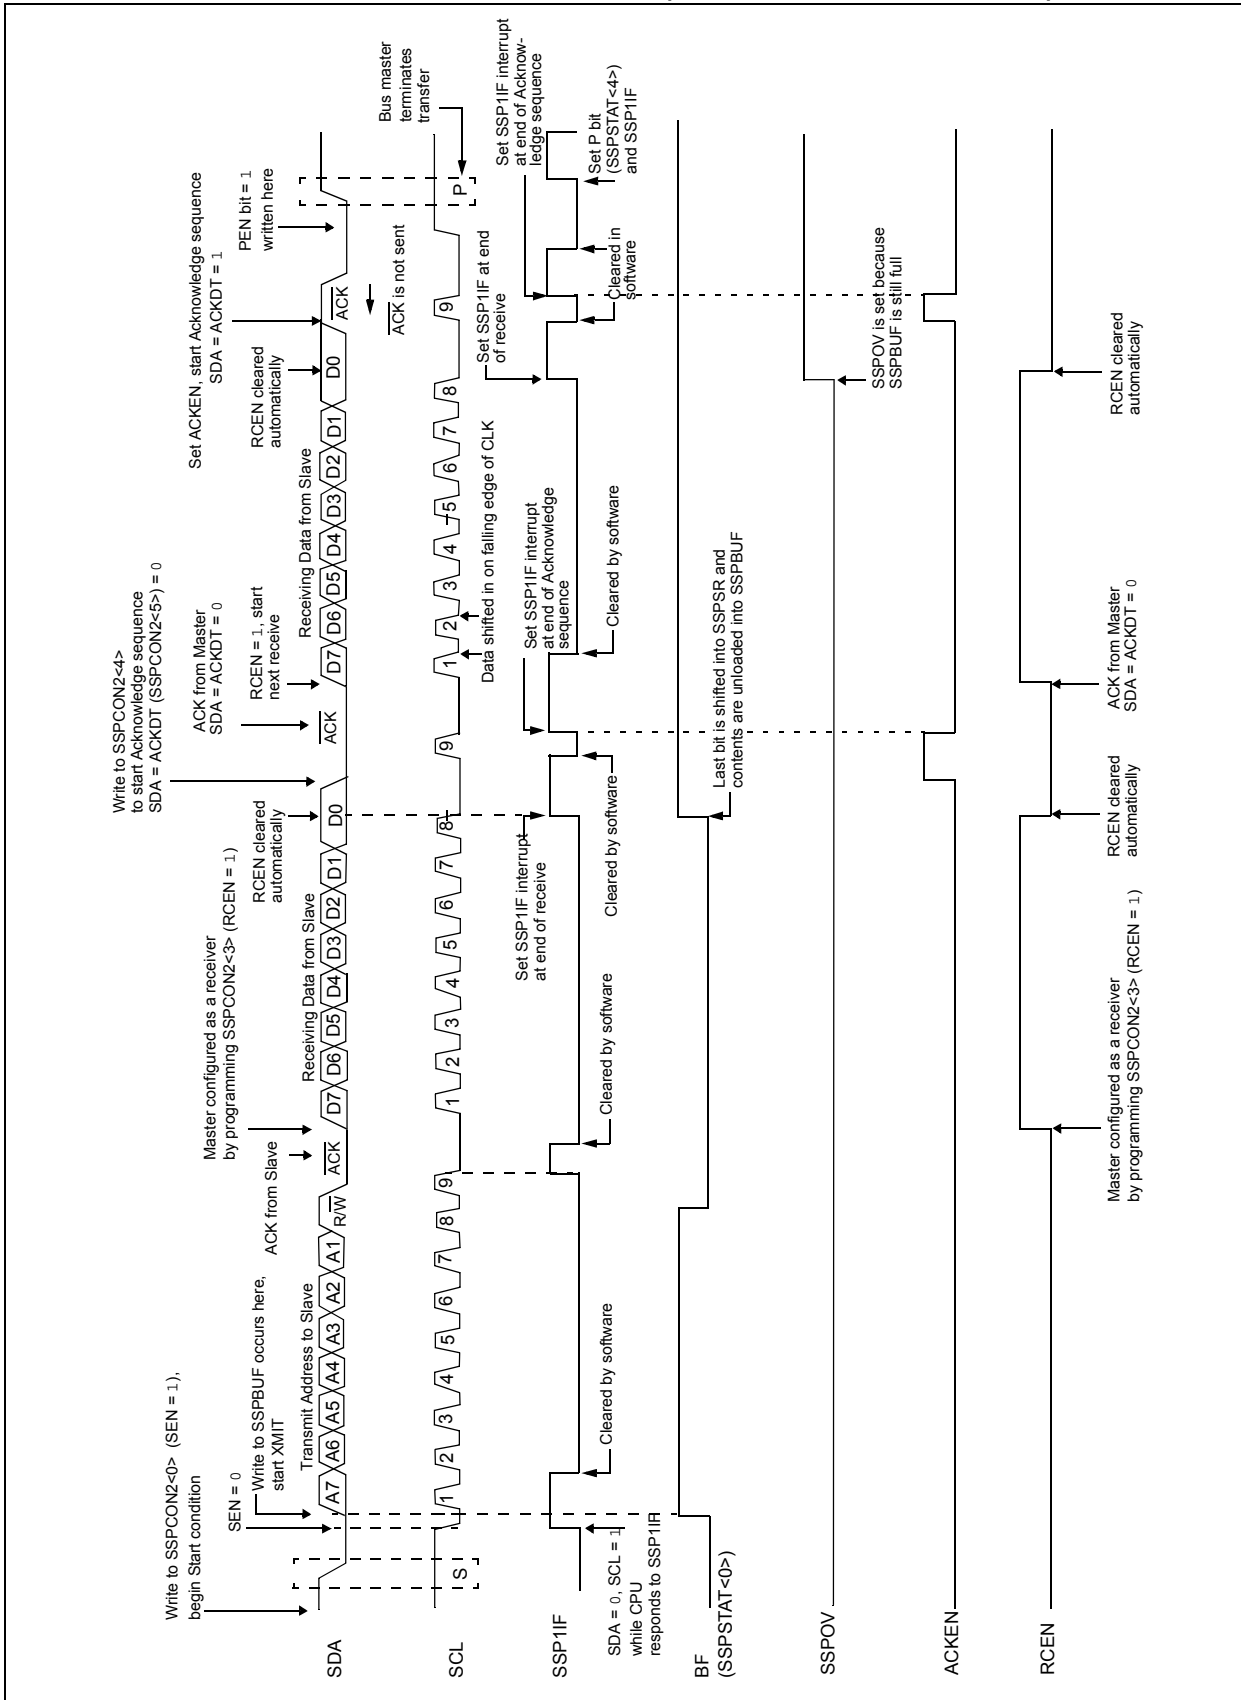 Write to SSPCON2<0> (SEN = 1),
begin Start condition
SEN = 0
Write to SSPBUF occurs here,
start XMIT
ACK from Slave
Master configured as a receiver
by programming SSPCON2<3> (RCEN = 1)
RCEN cleared
automatically
Write to SSPCON2<4>
to start Acknowledge sequence
SDA = ACKDT (SSPCON2<5>) = 0
ACK from Master
SDA = ACKDT = 0
RCEN = 1, start
next receive
RCEN cleared
automatically
Set ACKEN, start Acknowledge sequence
SDA = ACKDT = 1
PEN bit = 1
written here
Transmit Address to Slave
Receiving Data from Slave
Receiving Data from Slave
SDA
A7 A6 A5 A4 A3 A2 A1 R/W ACK D7 D6 D5 D4 D3 D2 D1 D0 ACK D7 D6 D5 D4 D3 D2 D1 D0 ACK
ACK is not sent
Bus master
terminates
transfer
SCL
S 1 2 3 4 5 6 7 8 9 1 2 3 4 5 6 7 8 9 1 2 3 4 5 6 7 8 9 P
Data shifted in on falling edge of CLK
Set SSP1IF interrupt
at end of receive
Set SSP1IF interrupt
at end of Acknowledge
sequence
Set SSP1IF at end
of receive
Set SSP1IF interrupt
at end of Acknow-
ledge sequence
SSP1IF
SDA = 0, SCL = 1
while CPU
responds to SSP1IR
Cleared by software
Cleared by software
Cleared by software
Cleared by software
Cleared in
software
Set P bit
(SSPSTAT<4>)
and SSP1IF
BF
(SSPSTAT<0>)
Last bit is shifted into SSPSR and
contents are unloaded into SSPBUF
SSPOV
SSPOV is set because
SSPBUF is still full
ACKEN
RCEN
Master configured as a receiver
by programming SSPCON2<3> (RCEN = 1)
RCEN cleared
automatically
ACK from Master
SDA = ACKDT = 0
RCEN cleared
automatically